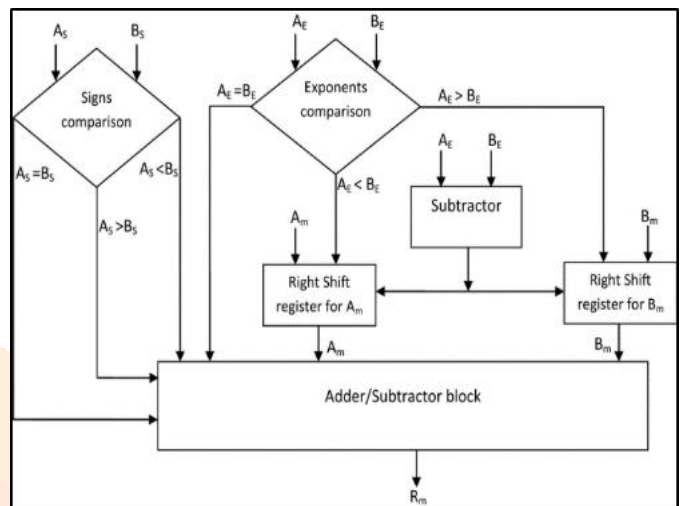 A_S B_S A_E B_E
Signs
comparison
A_E=B_E
Exponents
comparison
A_E > B_E
A_S=B_S
A_S <B_S
A_S >B_S
A_E < B_E
A_E B_E
Subtractor
A_m
B_m
Right Shift
register for A_m
Right Shift
register for B_m
A_m
B_m
Adder/Subtractor block
R_m